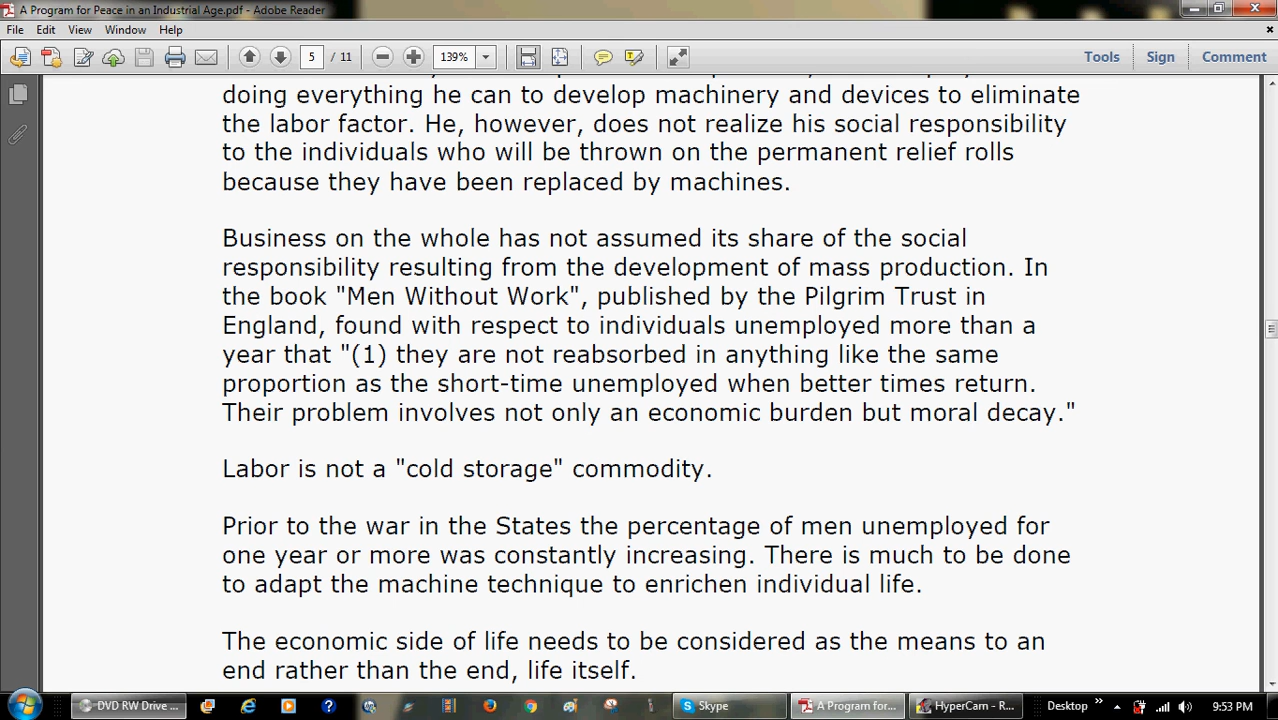 A Program for Peace in an Industrial Age.pdf - Adobe Reader
File Edit View Window Help
5 / 11 139% Tools Sign Comment
doing everything he can to develop machinery and devices to eliminate
the labor factor. He, however, does not realize his social responsibility
to the individuals who will be thrown on the permanent relief rolls
because they have been replaced by machines.
Business on the whole has not assumed its share of the social
responsibility resulting from the development of mass production. In
the book "Men Without Work", published by the Pilgrim Trust in
England, found with respect to individuals unemployed more than a
year that "(1) they are not reabsorbed in anything like the same
proportion as the short-time unemployed when better times return.
Their problem involves not only an economic burden but moral decay."
Labor is not a "cold storage" commodity.
Prior to the war in the States the percentage of men unemployed for
one year or more was constantly increasing. There is much to be done
to adapt the machine technique to enrichen individual life.
The economic side of life needs to be considered as the means to an
end rather than the end, life itself.
DVD RW Drive ... Skype A Program for... HyperCam - R... Desktop 9:53 PM